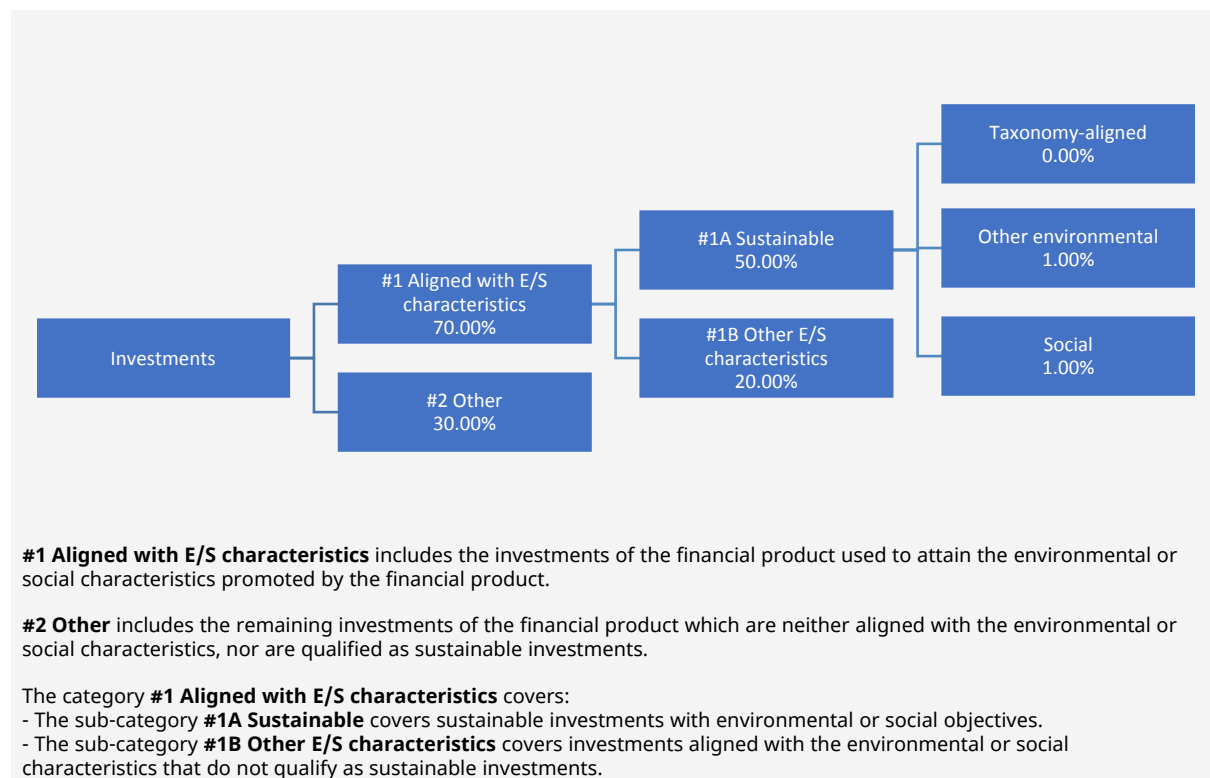 Investments
#1 Aligned with E/S
characteristics
70.00%
#2 Other
30.00%
#1A Sustainable
50.00%
#1B Other E/S
characteristics
20.00%
Taxonomy-aligned
0.00%
Other environmental
1.00%
Social
1.00%
#1 Aligned with E/S characteristics includes the investments of the financial product used to attain the environmental or
social characteristics promoted by the financial product.
#2 Other includes the remaining investments of the financial product which are neither aligned with the environmental or
social characteristics, nor are qualified as sustainable investments.
The category #1 Aligned with E/S characteristics covers:
- The sub-category #1A Sustainable covers sustainable investments with environmental or social objectives.
- The sub-category #1B Other E/S characteristics covers investments aligned with the environmental or social
characteristics that do not qualify as sustainable investments.